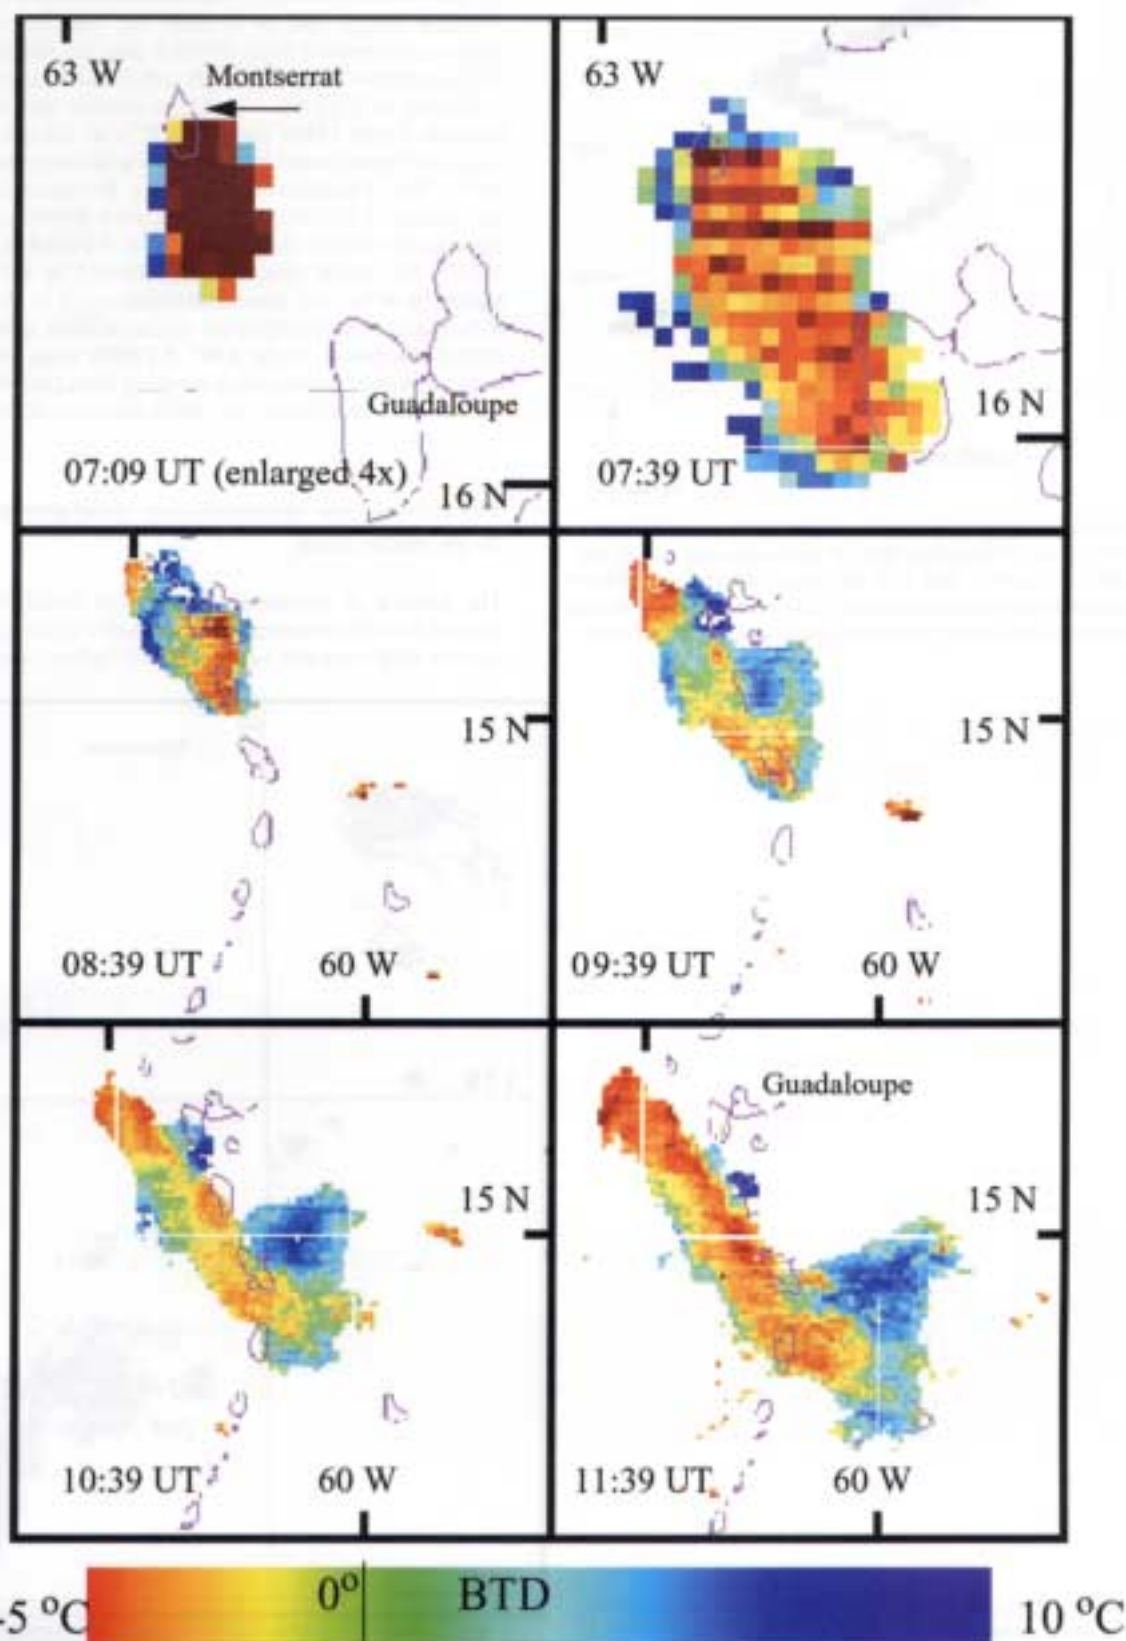 63 W
Montserrat
Guadaloupe
07:09 UT (enlarged 4x)
16 N
63 W
16 N
07:39 UT
15 N
08:39 UT
60 W
15 N
09:39 UT
60 W
15 N
10:39 UT
60 W
Guadaloupe
15 N
11:39 UT
60 W
-5 °C
0°
BTD
10 °C